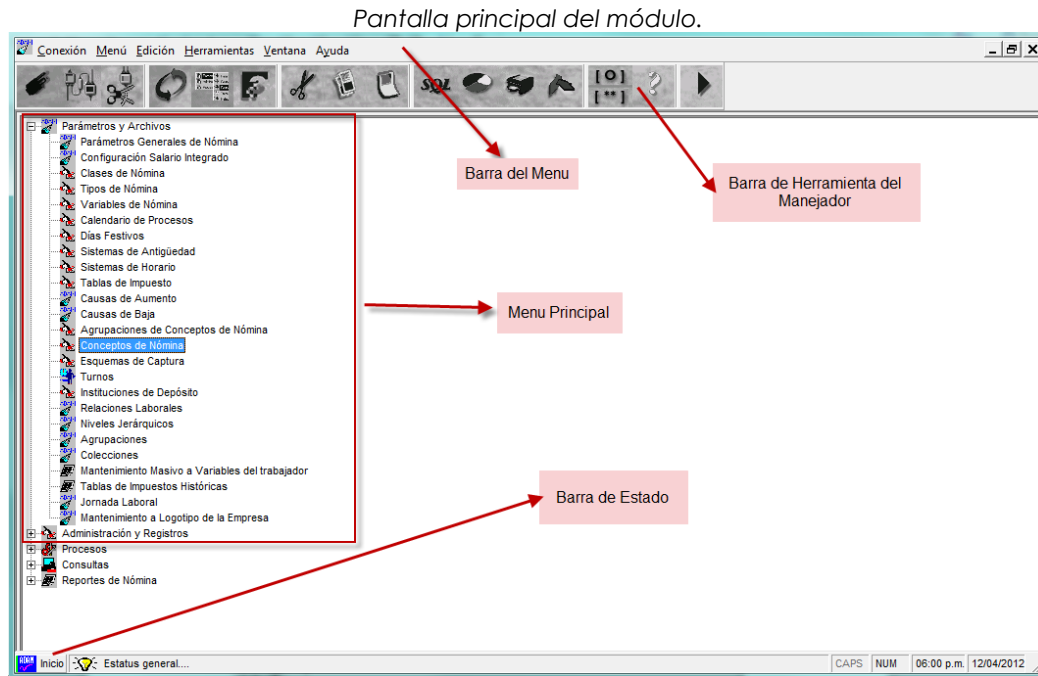 Pantalla principal del módulo.
Conexión Menú Edición Herramientas Ventana Ayuda
SQL
[ O ]
[ ** ]
Parámetros y Archivos
Parámetros Generales de Nómina
Configuración Salario Integrado
Clases de Nómina
Tipos de Nómina
Variables de Nómina
Calendario de Procesos
Días Festivos
Sistemas de Antigüedad
Sistemas de Horario
Tablas de Impuesto
Causas de Aumento
Causas de Baja
Agrupaciones de Conceptos de Nómina
Conceptos de Nómina
Esquemas de Captura
Turnos
Instituciones de Depósito
Relaciones Laborales
Niveles Jerárquicos
Agrupaciones
Colecciones
Mantenimiento Masivo a Variables del trabajador
Tablas de Impuestos Históricas
Jornada Laboral
Mantenimiento a Logotipo de la Empresa
Administración y Registros
Procesos
Consultas
Reportes de Nómina
Barra del Menu
Barra de Herramienta del
Manejador
Menu Principal
Barra de Estado
ADAM Inicio Estatus general.... CAPS NUM 06:00 p.m. 12/04/2012